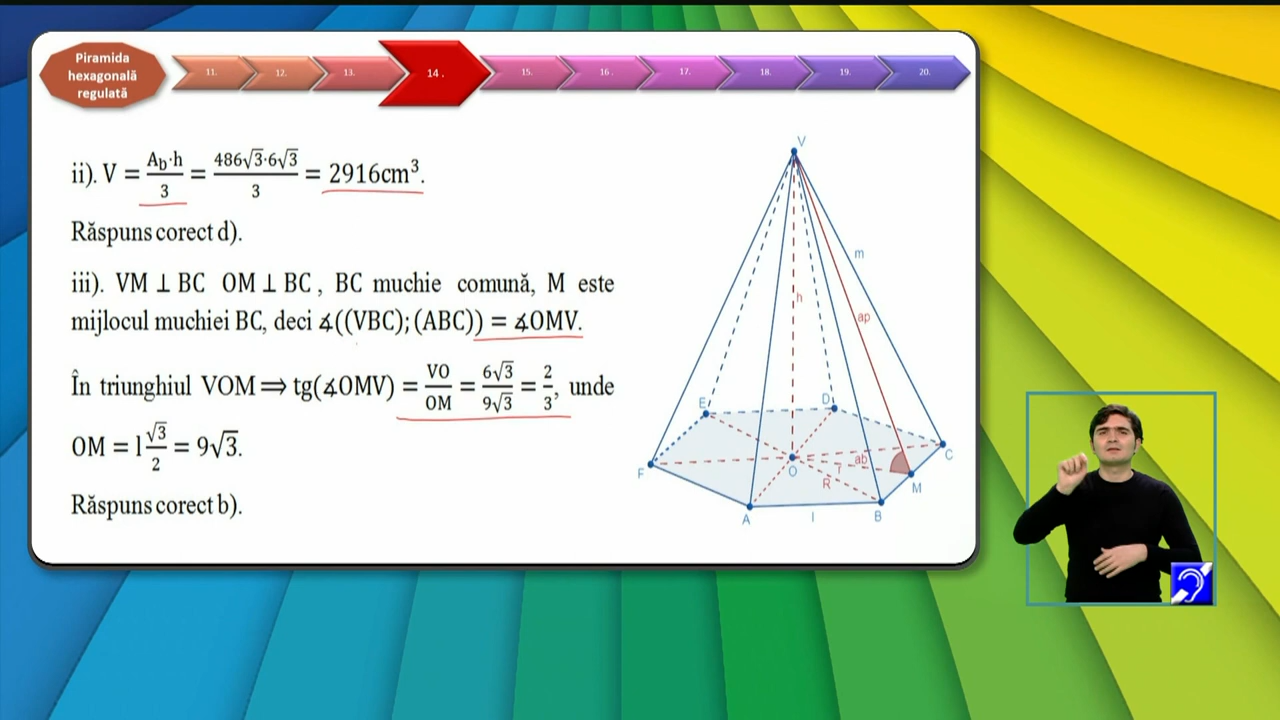 Piramida
hexagonală
regulată
11.
12.
13.
14 .
15.
16 .
17.
18.
19.
20.
ii). V = A_b·h/3 = 486√3·6√3/3 = 2916cm³.
Răspuns corect d).
iii). VM ⊥ BC OM ⊥ BC , BC muchie comună, M este
mijlocul muchiei BC, deci ∡((VBC); (ABC)) = ∡OMV.
În triunghiul VOM ⟹ tg(∡OMV) = VO/OM = 6√3/9√3 = 2/3, unde
OM = l√3/2 = 9√3.
Răspuns corect b).
V
m
h
ap
E
D
C
F
O
ab
R
M
A
l
B